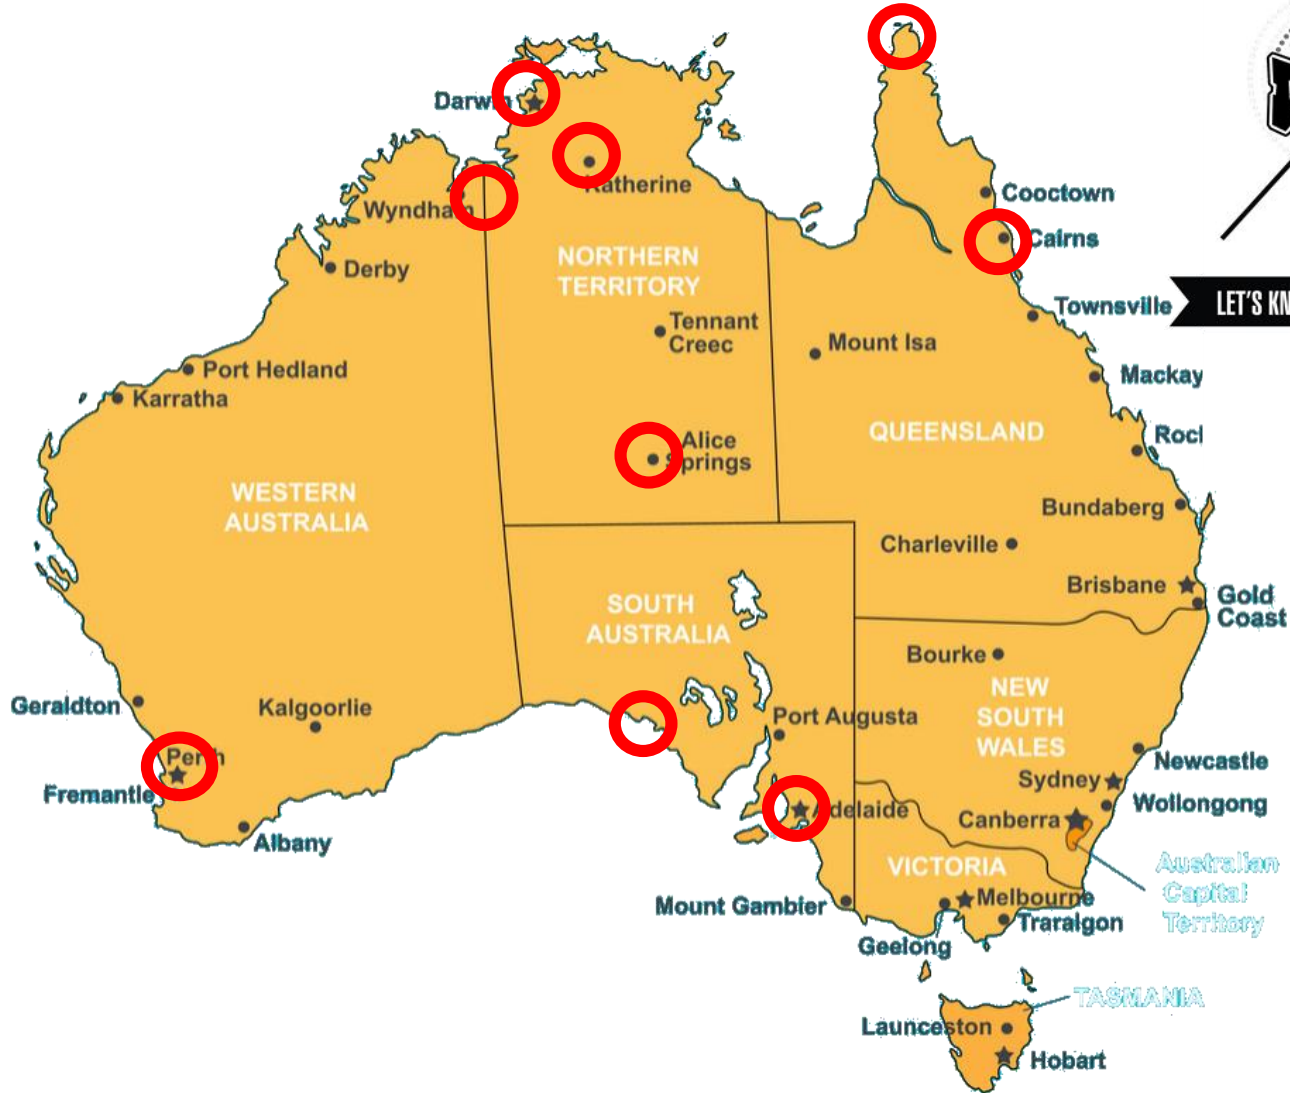 Darwin
Katherine
Wyndham
Cooctown
Cairns
Derby
NORTHERN
TERRITORY
Townsville
LET'S KN
Tennant
Creec
Mount Isa
Port Hedland
Karratha
Mackay
QUEENSLAND
Rocl
Alice
Springs
WESTERN
AUSTRALIA
Bundaberg
Charleville
Brisbane
Gold
Coast
SOUTH
AUSTRALIA
Bourke
NEW
SOUTH
WALES
Geraldton
Kalgoorlie
Port Augusta
Perth
Fremantle
Newcastle
Sydney
Wollongong
Adelaide
Canberra
Albany
VICTORIA
Australian
Capital
Territory
Mount Gambier
Melbourne
Traralgon
Geelong
TASMANIA
Launceston
Hobart